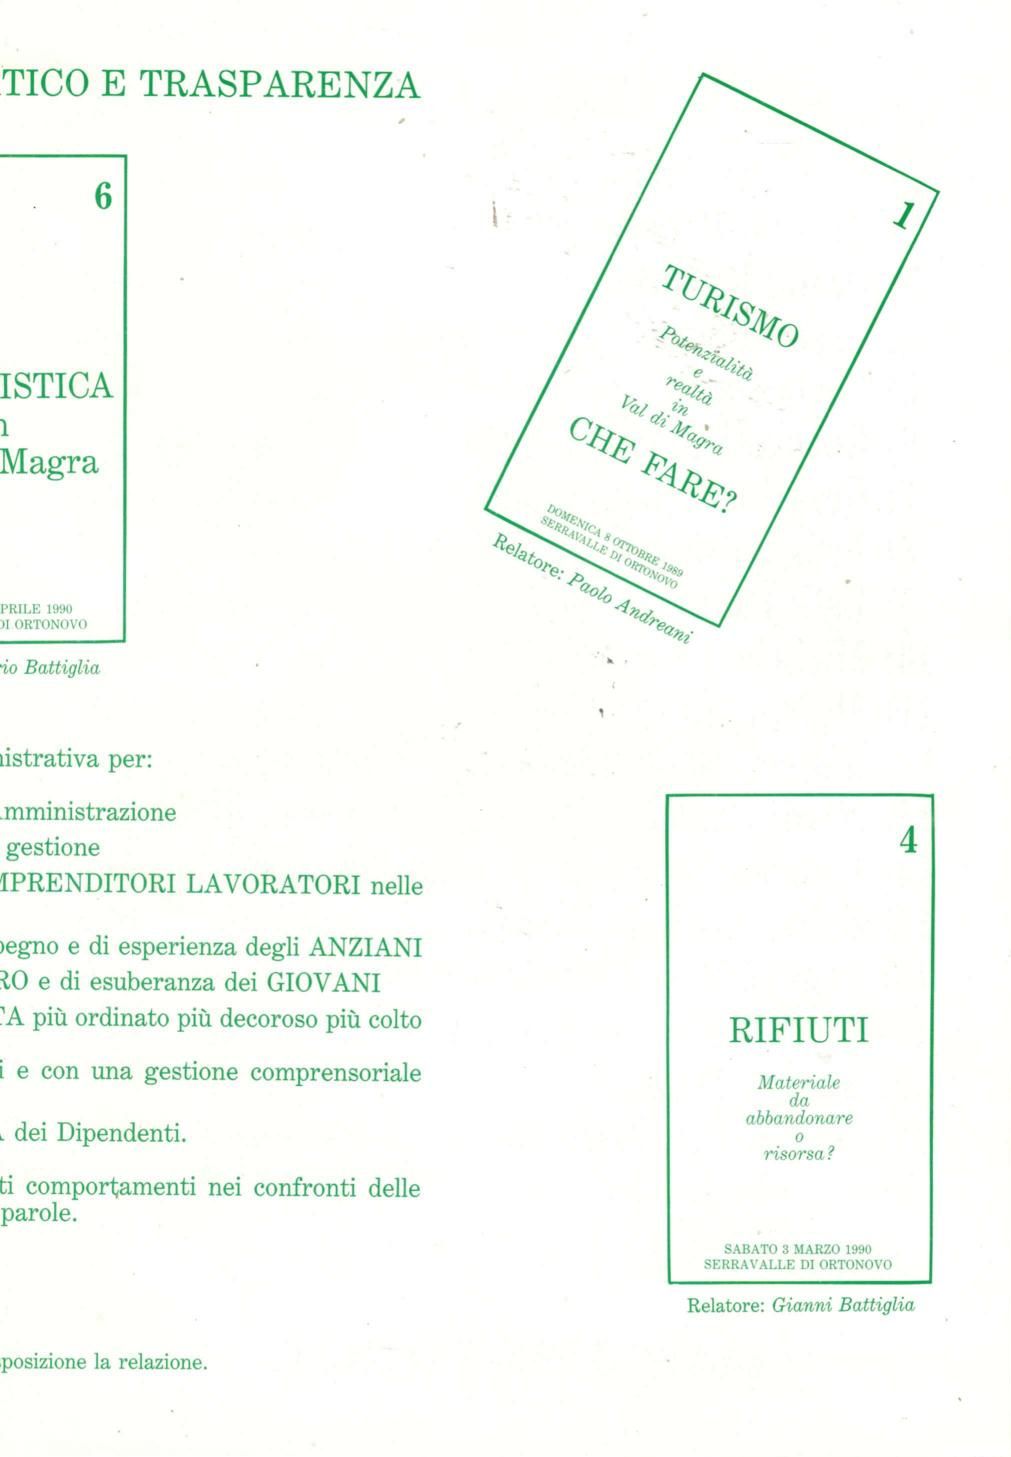 TICO E TRASPARENZA
6
ISTICA
Magra
PRILE 1990
DI ORTONOVO
rio Battiglia
nistrativa per:
mministrazione
gestione
MPRENDITORI LAVORATORI nelle
pegno e di esperienza degli ANZIANI
RO e di esuberanza dei GIOVANI
TA più ordinato più decoroso più colto
i e con una gestione comprensoriale
A dei Dipendenti.
ti comportamenti nei confronti delle
parole.
sposizione la relazione.
1
TURISMO
Potenzialità
e
realtà
in
Val di Magra
CHE FARE?
DOMENICA 8 OTTOBRE 1989
SERRAVALLE DI ORTONOVO
Relatore: Paolo Andreani
4
RIFIUTI
Materiale
da
abbandonare
o
risorsa?
SABATO 3 MARZO 1990
SERRAVALLE DI ORTONOVO
Relatore: Gianni Battiglia